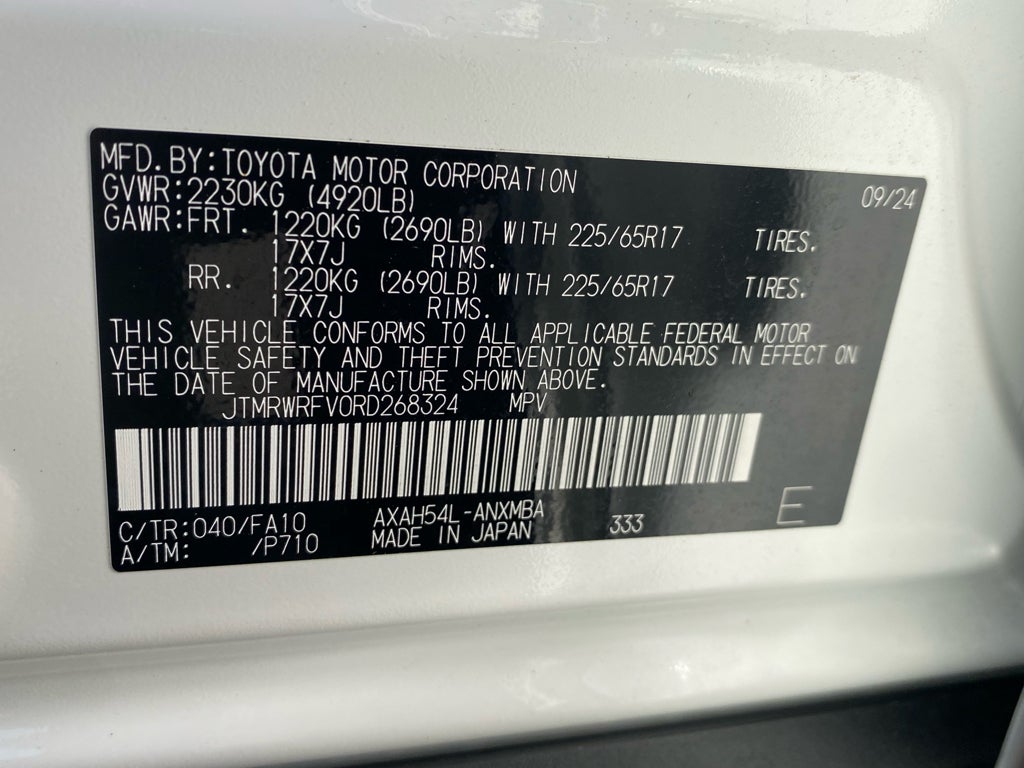 MFD.BY:TOYOTA MOTOR CORPORATION 09/24
GVWR:2230KG (4920LB)
GAWR:FRT. 1220KG (2690LB) WITH 225/65R17 TIRES.
17X7J RIMS.
RR. 1220KG (2690LB) WITH 225/65R17 TIRES.
17X7J RIMS.
THIS VEHICLE CONFORMS TO ALL APPLICABLE FEDERAL MOTOR
VEHICLE SAFETY AND THEFT PREVENTION STANDARDS IN EFFECT ON
THE DATE OF MANUFACTURE SHOWN ABOVE.
JTMRWRFV0RD268324 MPV
C/TR:040/FA10 AXAH54L-ANXMBA 333 E
A/TM: /P710 MADE IN JAPAN